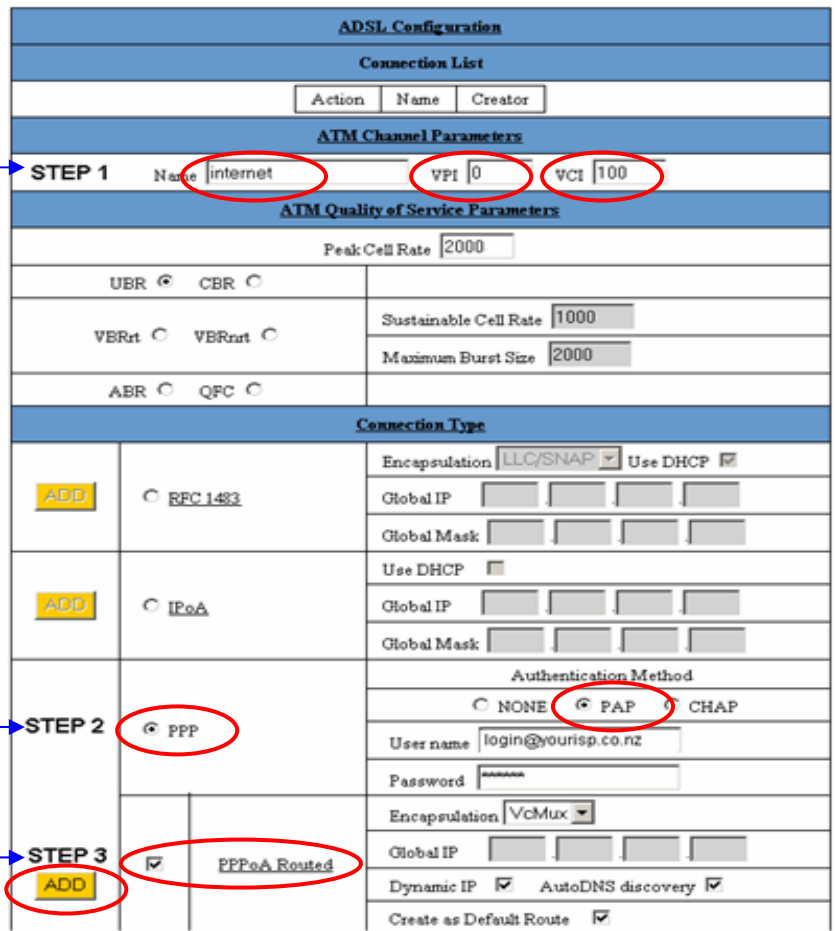 ADSL Configuration
Connection List
Action Name Creator
ATM Channel Parameters
STEP 1 Name internet VPI 0 VCI 100
ATM Quality of Service Parameters
Peak Cell Rate 2000
UBR CBR
VBRrt VBRnrt
Sustainable Cell Rate 1000
Maximum Burst Size 2000
ABR QFC
Connection Type
ADD RFC 1483
Encapsulation LLC/SNAP Use DHCP
Global IP . . .
Global Mask . . .
ADD IPoA
Use DHCP
Global IP . . .
Global Mask . . .
STEP 2 PPP
Authentication Method
NONE PAP CHAP
User name login@yourisp.co.nz
Password ******
STEP 3
ADD
PPPoA Routed
Encapsulation VcMux
Global IP . . .
Dynamic IP AutoDNS discovery
Create as Default Route